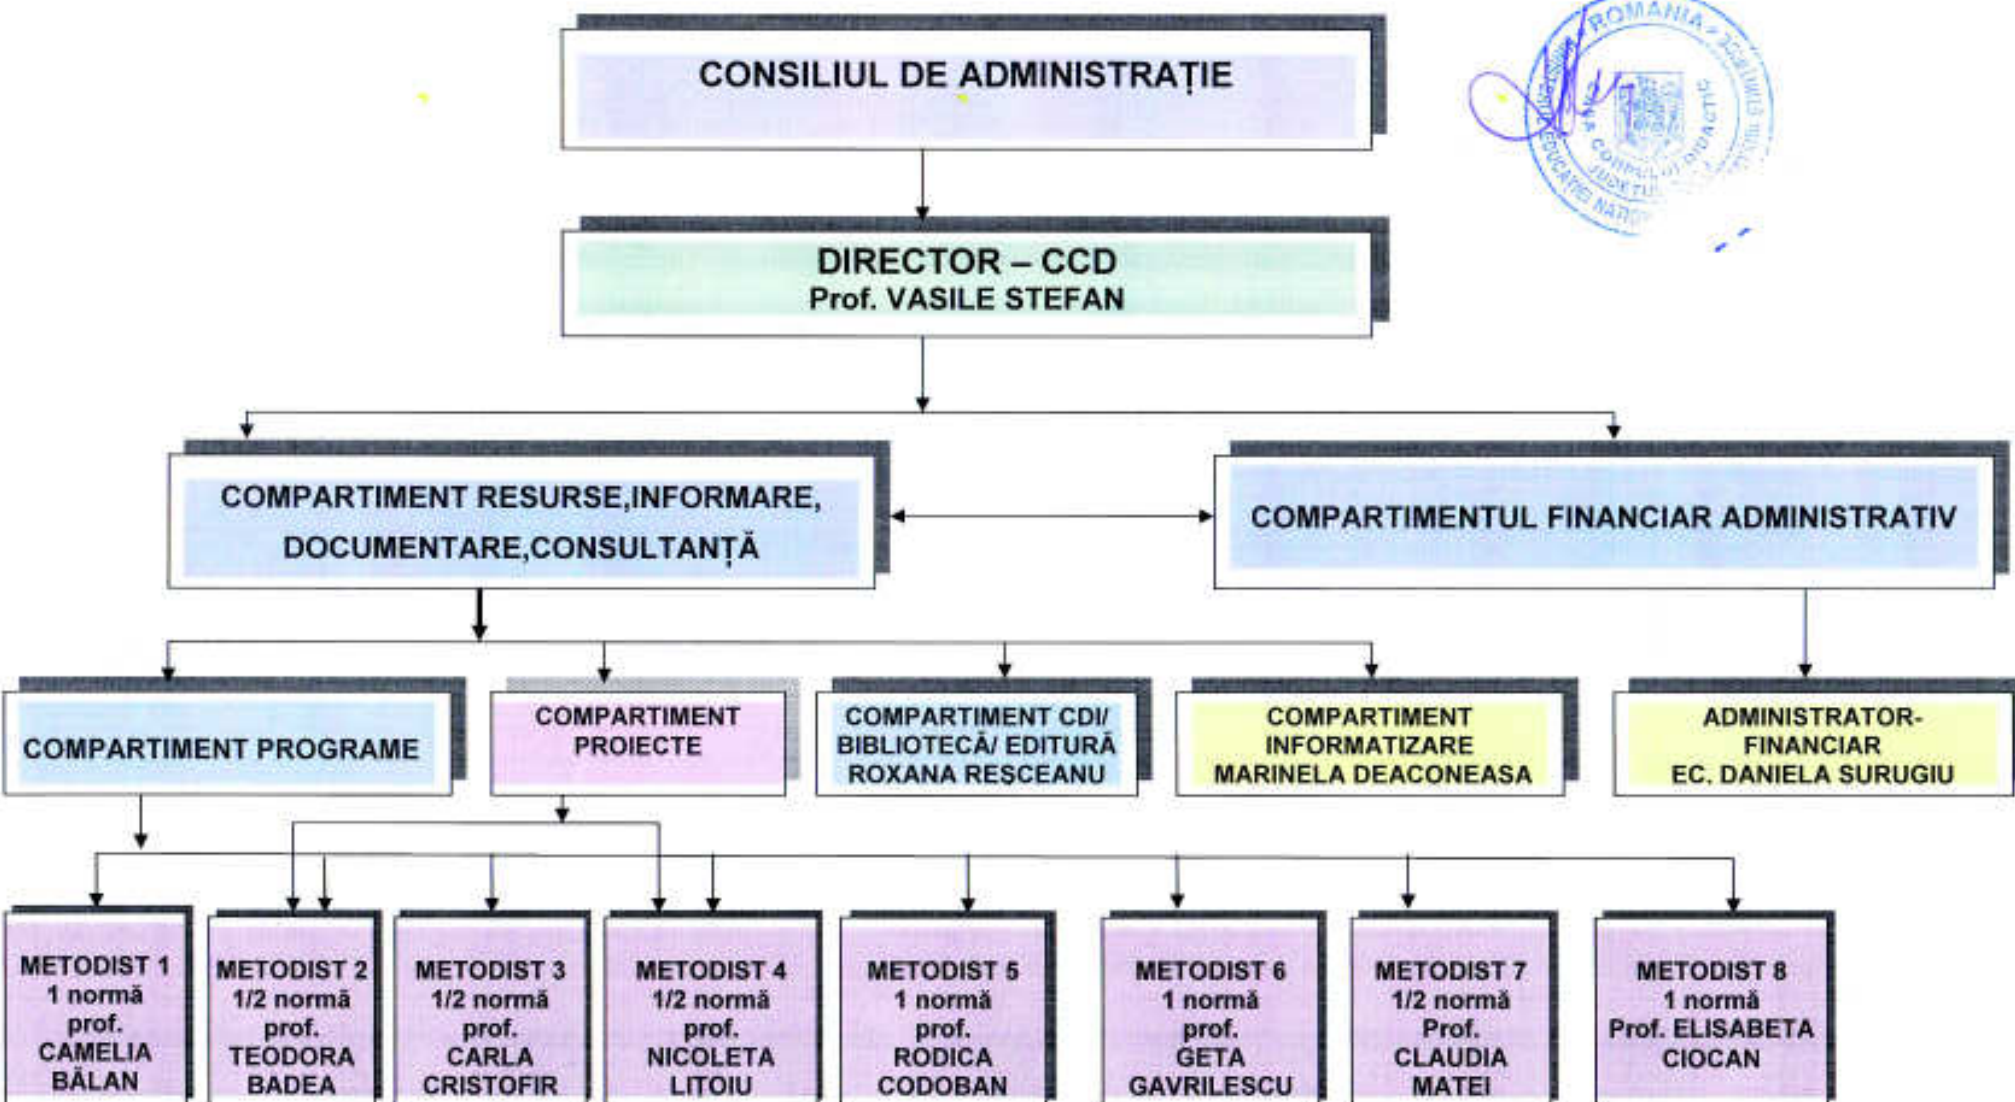 CONSILIUL DE ADMINISTRAȚIE
ROMANIA
EDUCAȚIEI
CASA CORPULUI DIDACTIC
DIRECTOR – CCD
Prof. VASILE STEFAN
COMPARTIMENT RESURSE,INFORMARE,
DOCUMENTARE,CONSULTANȚĂ
COMPARTIMENTUL FINANCIAR ADMINISTRATIV
COMPARTIMENT PROGRAME
COMPARTIMENT
PROIECTE
COMPARTIMENT CDI/
BIBLIOTECĂ/ EDITURĂ
ROXANA REȘCEANU
COMPARTIMENT
INFORMATIZARE
MARINELA DEACONEASA
ADMINISTRATOR-
FINANCIAR
EC. DANIELA SURUGIU
METODIST 1
1 normă
prof.
CAMELIA
BĂLAN
METODIST 2
1/2 normă
prof.
TEODORA
BADEA
METODIST 3
1/2 normă
prof.
CARLA
CRISTOFIR
METODIST 4
1/2 normă
prof.
NICOLETA
LIȚOIU
METODIST 5
1 normă
prof.
RODICA
CODOBAN
METODIST 6
1 normă
prof.
GETA
GAVRILESCU
METODIST 7
1/2 normă
Prof.
CLAUDIA
MATEI
METODIST 8
1 normă
Prof. ELISABETA
CIOCAN